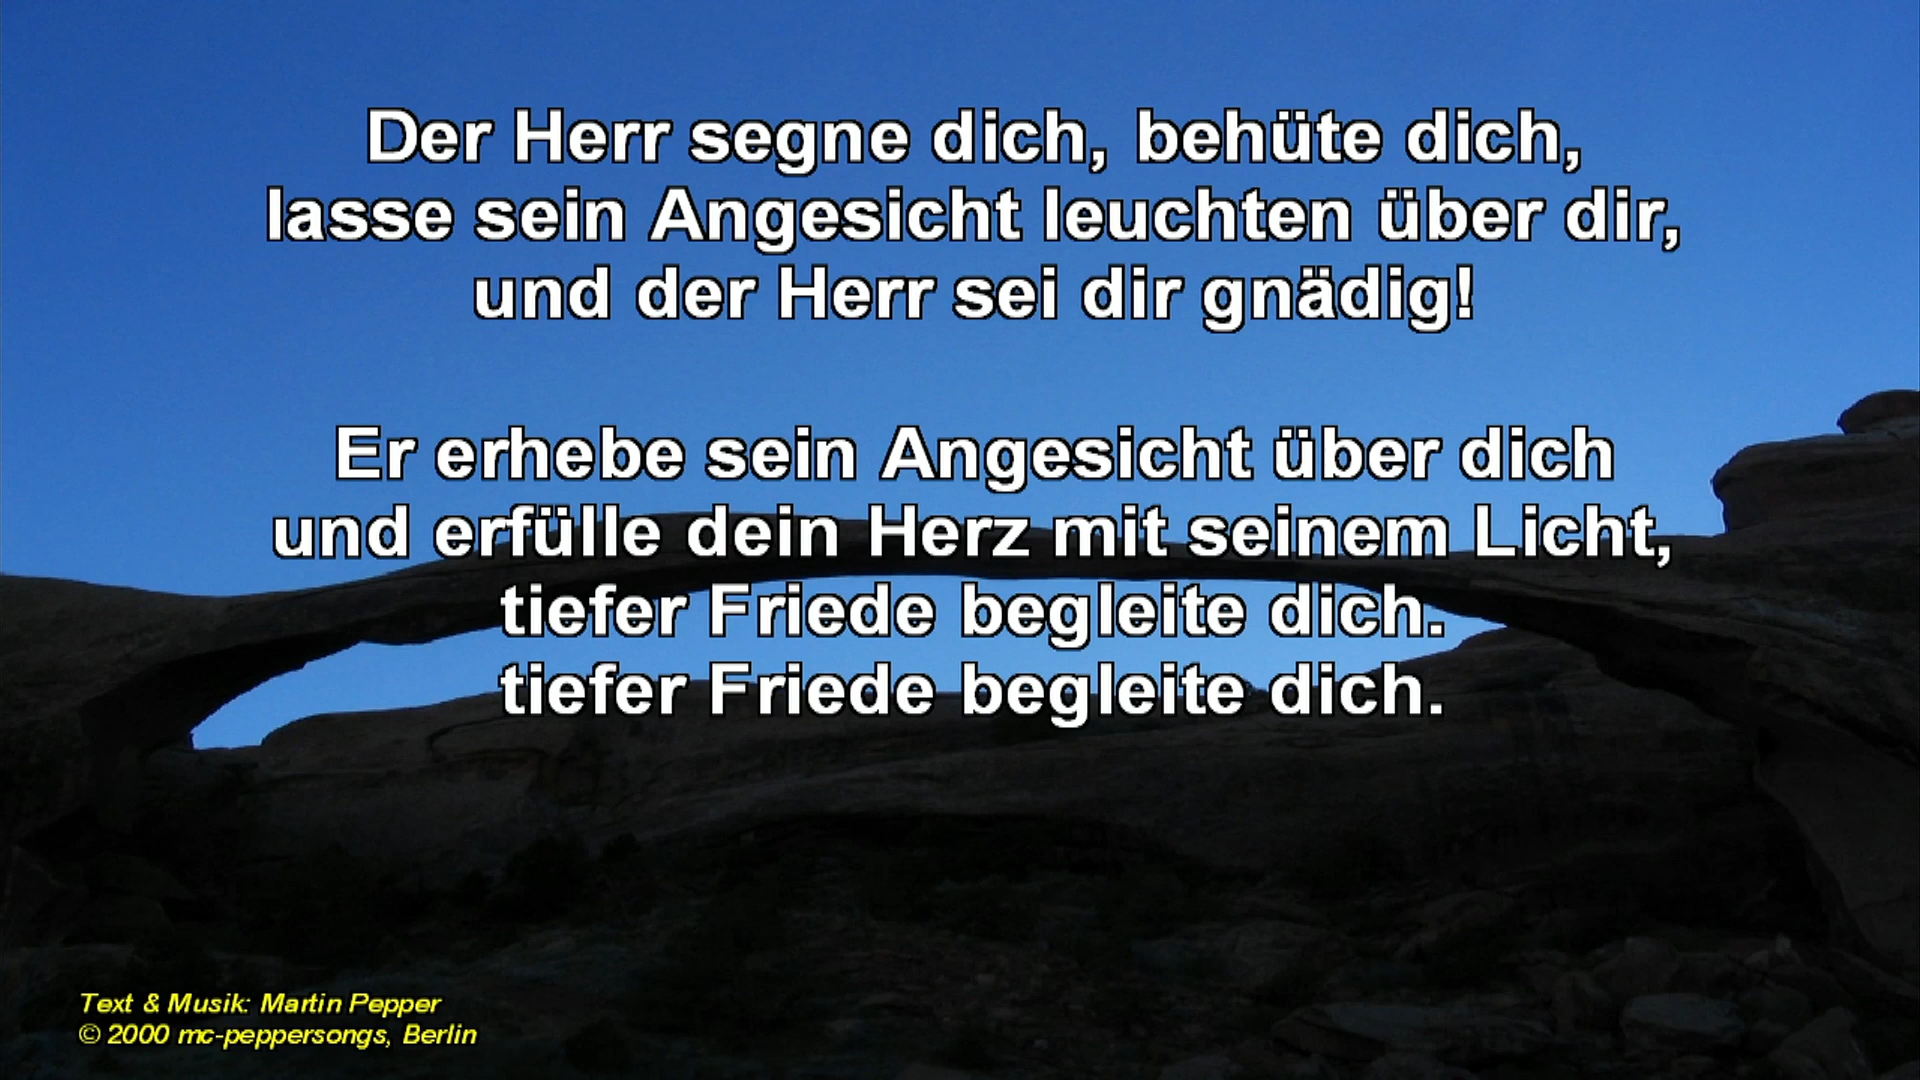 Der Herr segne dich, behüte dich,
lasse sein Angesicht leuchten über dir,
und der Herr sei dir gnädig!
Er erhebe sein Angesicht über dich
und erfülle dein Herz mit seinem Licht,
tiefer Friede begleite dich.
tiefer Friede begleite dich.
Text & Musik: Martin Pepper
© 2000 mc-peppersongs, Berlin